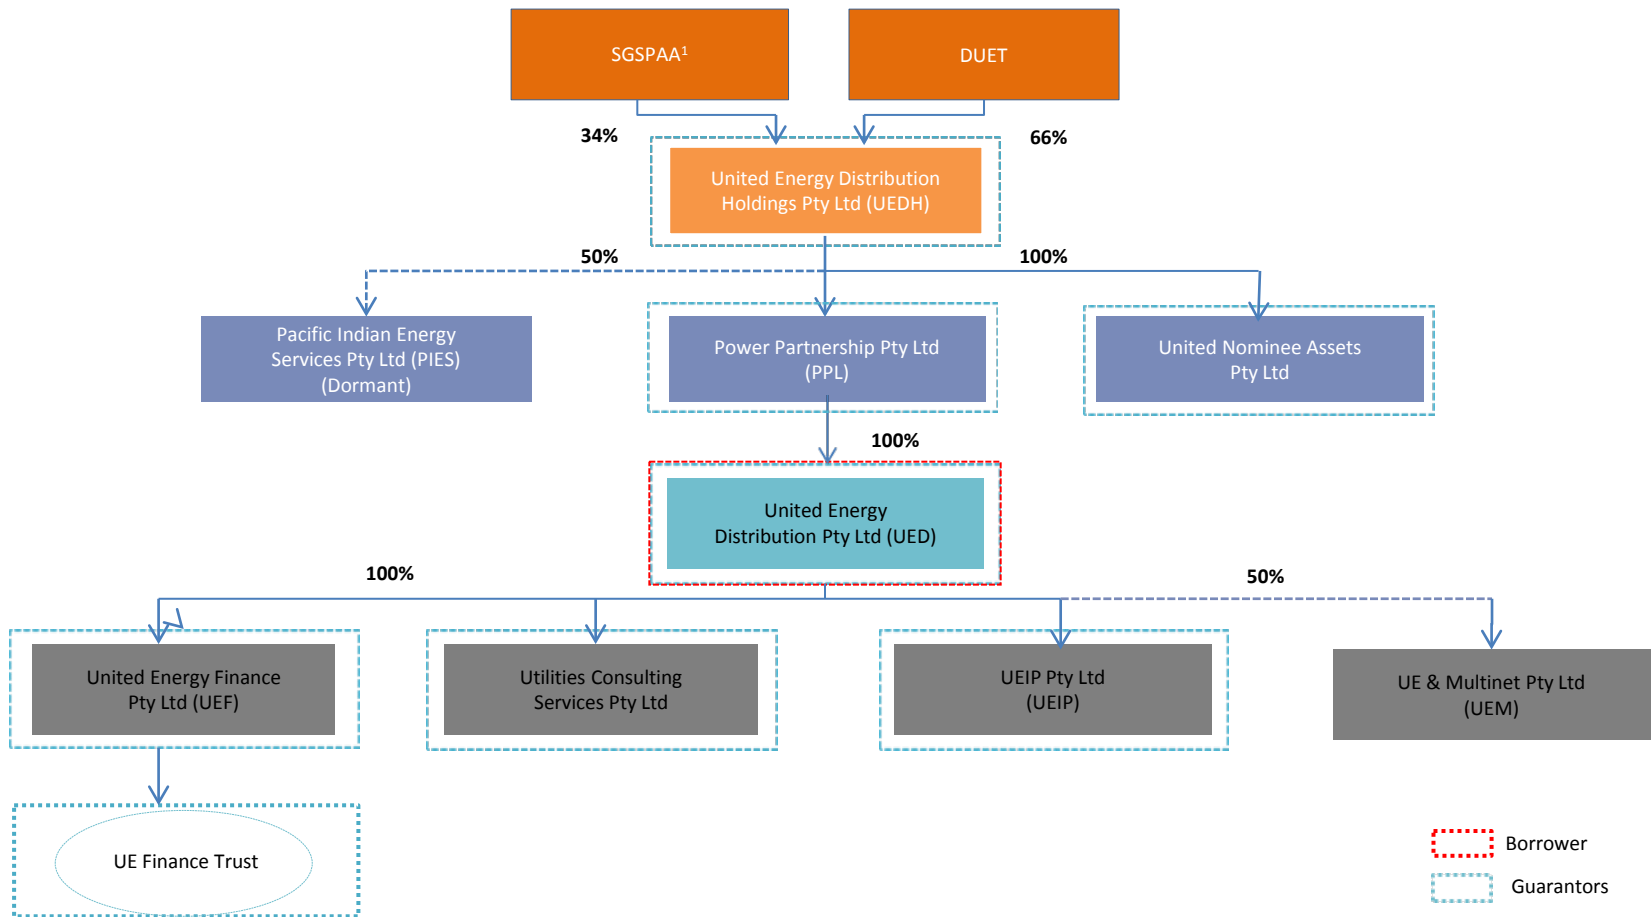 SGSPAA¹
DUET
34%
66%
United Energy Distribution
Holdings Pty Ltd (UEDH)
50%
100%
Pacific Indian Energy
Services Pty Ltd (PIES)
(Dormant)
Power Partnership Pty Ltd
(PPL)
United Nominee Assets
Pty Ltd
100%
United Energy
Distribution Pty Ltd (UED)
100%
50%
United Energy Finance
Pty Ltd (UEF)
Utilities Consulting
Services Pty Ltd
UEIP Pty Ltd
(UEIP)
UE & Multinet Pty Ltd
(UEM)
UE Finance Trust
Borrower
Guarantors